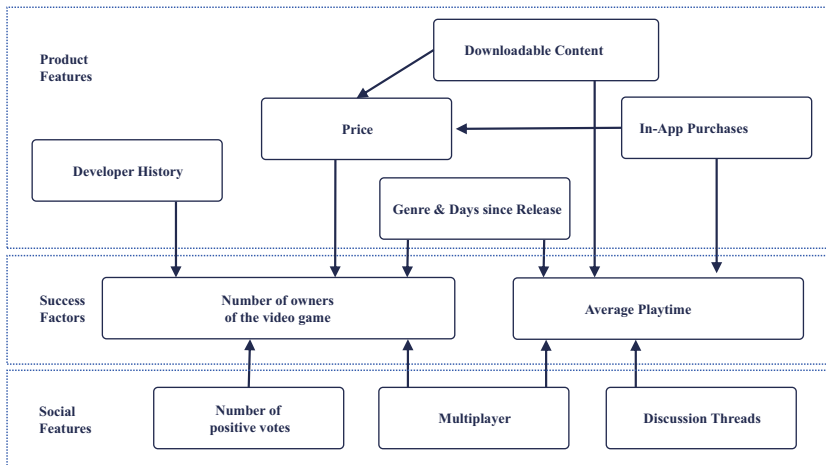 Product
Features
Downloadable Content
Price
In-App Purchases
Developer History
Genre & Days since Release
Success
Factors
Number of owners
of the video game
Average Playtime
Social
Features
Number of
positive votes
Multiplayer
Discussion Threads